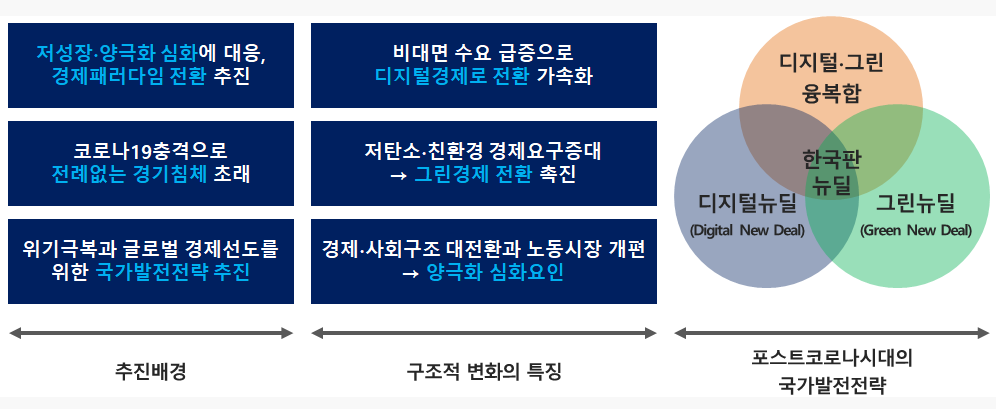 저성장·양극화 심화에 대응,
경제패러다임 전환 추진
코로나19충격으로
전례없는 경기침체 초래
위기극복과 글로벌 경제선도를
위한 국가발전전략 추진
추진배경
비대면 수요 급증으로
디지털경제로 전환 가속화
저탄소·친환경 경제요구증대
→ 그린경제 전환 촉진
경제·사회구조 대전환과 노동시장 개편
→ 양극화 심화요인
구조적 변화의 특징
디지털·그린
융복합
한국판
뉴딜
디지털뉴딜
(Digital New Deal)
그린뉴딜
(Green New Deal)
포스트코로나시대의
국가발전전략